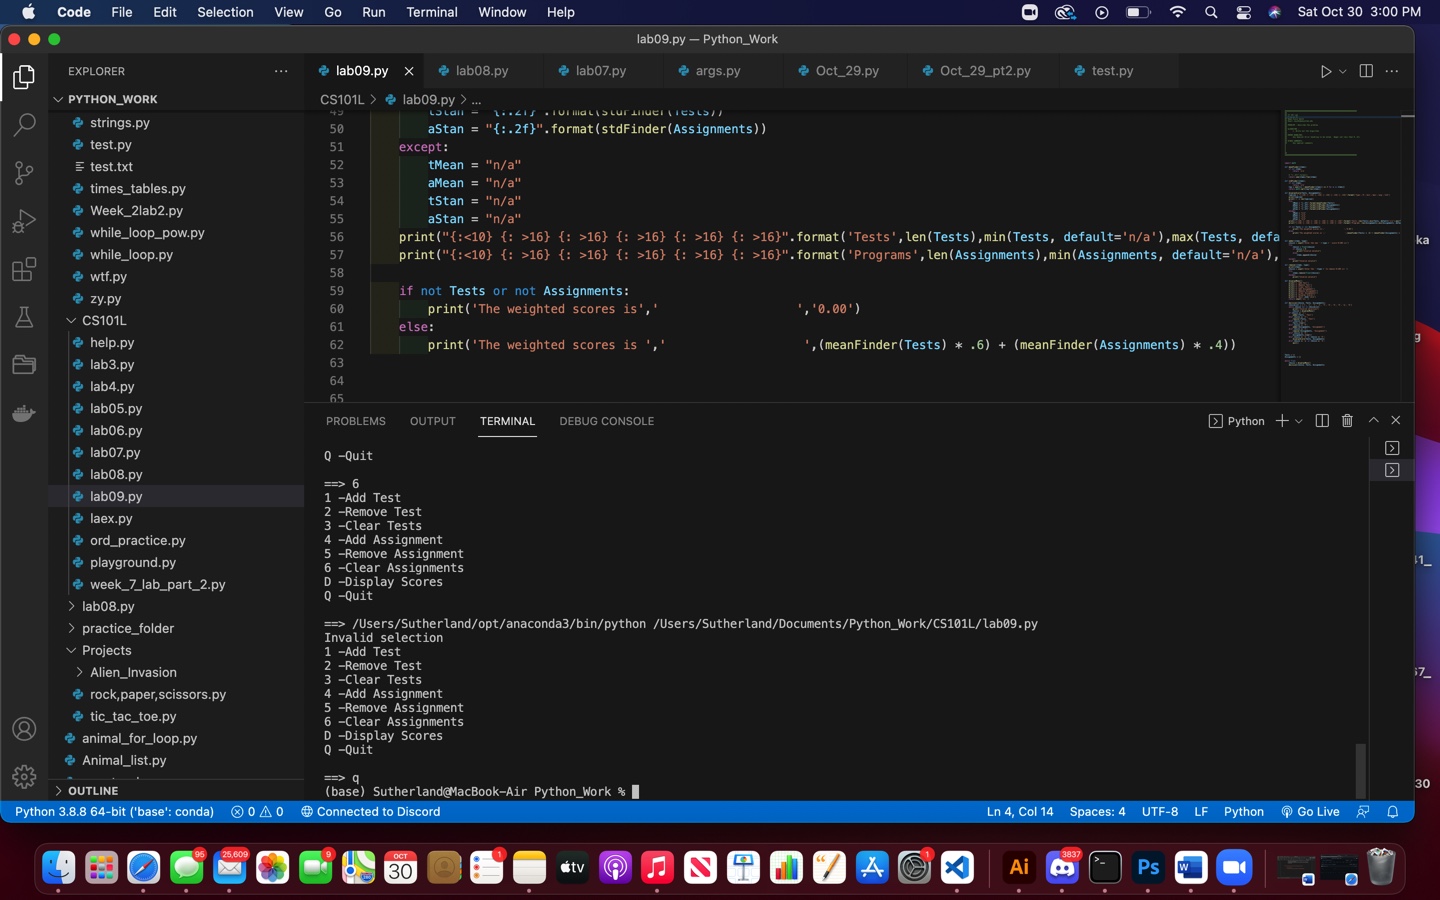 Code File Edit Selection View Go Run Terminal Window Help Sat Oct 30 3:00 PM
lab09.py — Python_Work
EXPLORER
PYTHON_WORK
strings.py
test.py
test.txt
times_tables.py
Week_2lab2.py
while_loop_pow.py
while_loop.py
wtf.py
zy.py
CS101L
help.py
lab3.py
lab4.py
lab05.py
lab06.py
lab07.py
lab08.py
lab09.py
laex.py
ord_practice.py
playground.py
week_7_lab_part_2.py
lab08.py
practice_folder
Projects
Alien_Invasion
rock,paper,scissors.py
tic_tac_toe.py
animal_for_loop.py
Animal_list.py
OUTLINE
lab09.py lab08.py lab07.py args.py Oct_29.py Oct_29_pt2.py test.py
CS101L > lab09.py > ...
49 tStan = "{:.2f}".format(stdFinder(Tests))
50 aStan = "{:.2f}".format(stdFinder(Assignments))
51 except:
52 tMean = "n/a"
53 aMean = "n/a"
54 tStan = "n/a"
55 aStan = "n/a"
56 print("{:<10} {: >16} {: >16} {: >16} {: >16} {: >16}".format('Tests',len(Tests),min(Tests, default='n/a'),max(Tests, defa
57 print("{:<10} {: >16} {: >16} {: >16} {: >16} {: >16}".format('Programs',len(Assignments),min(Assignments, default='n/a'),
58
59 if not Tests or not Assignments:
60 print('The weighted scores is','                    ','0.00')
61 else:
62 print('The weighted scores is ','                    ',(meanFinder(Tests) * .6) + (meanFinder(Assignments) * .4))
63
64
65
PROBLEMS OUTPUT TERMINAL DEBUG CONSOLE Python
Q -Quit
==> 6
1 -Add Test
2 -Remove Test
3 -Clear Tests
4 -Add Assignment
5 -Remove Assignment
6 -Clear Assignments
D -Display Scores
Q -Quit
==> /Users/Sutherland/opt/anaconda3/bin/python /Users/Sutherland/Documents/Python_Work/CS101L/lab09.py
Invalid selection
1 -Add Test
2 -Remove Test
3 -Clear Tests
4 -Add Assignment
5 -Remove Assignment
6 -Clear Assignments
D -Display Scores
Q -Quit
==> q
(base) Sutherland@MacBook-Air Python_Work %
Python 3.8.8 64-bit ('base': conda) 0 0 Connected to Discord Ln 4, Col 14 Spaces: 4 UTF-8 LF Python Go Live
ka
41_
67_
30
95 25,609 9 OCT 30 1 tv 1 Ai 3837 Ps